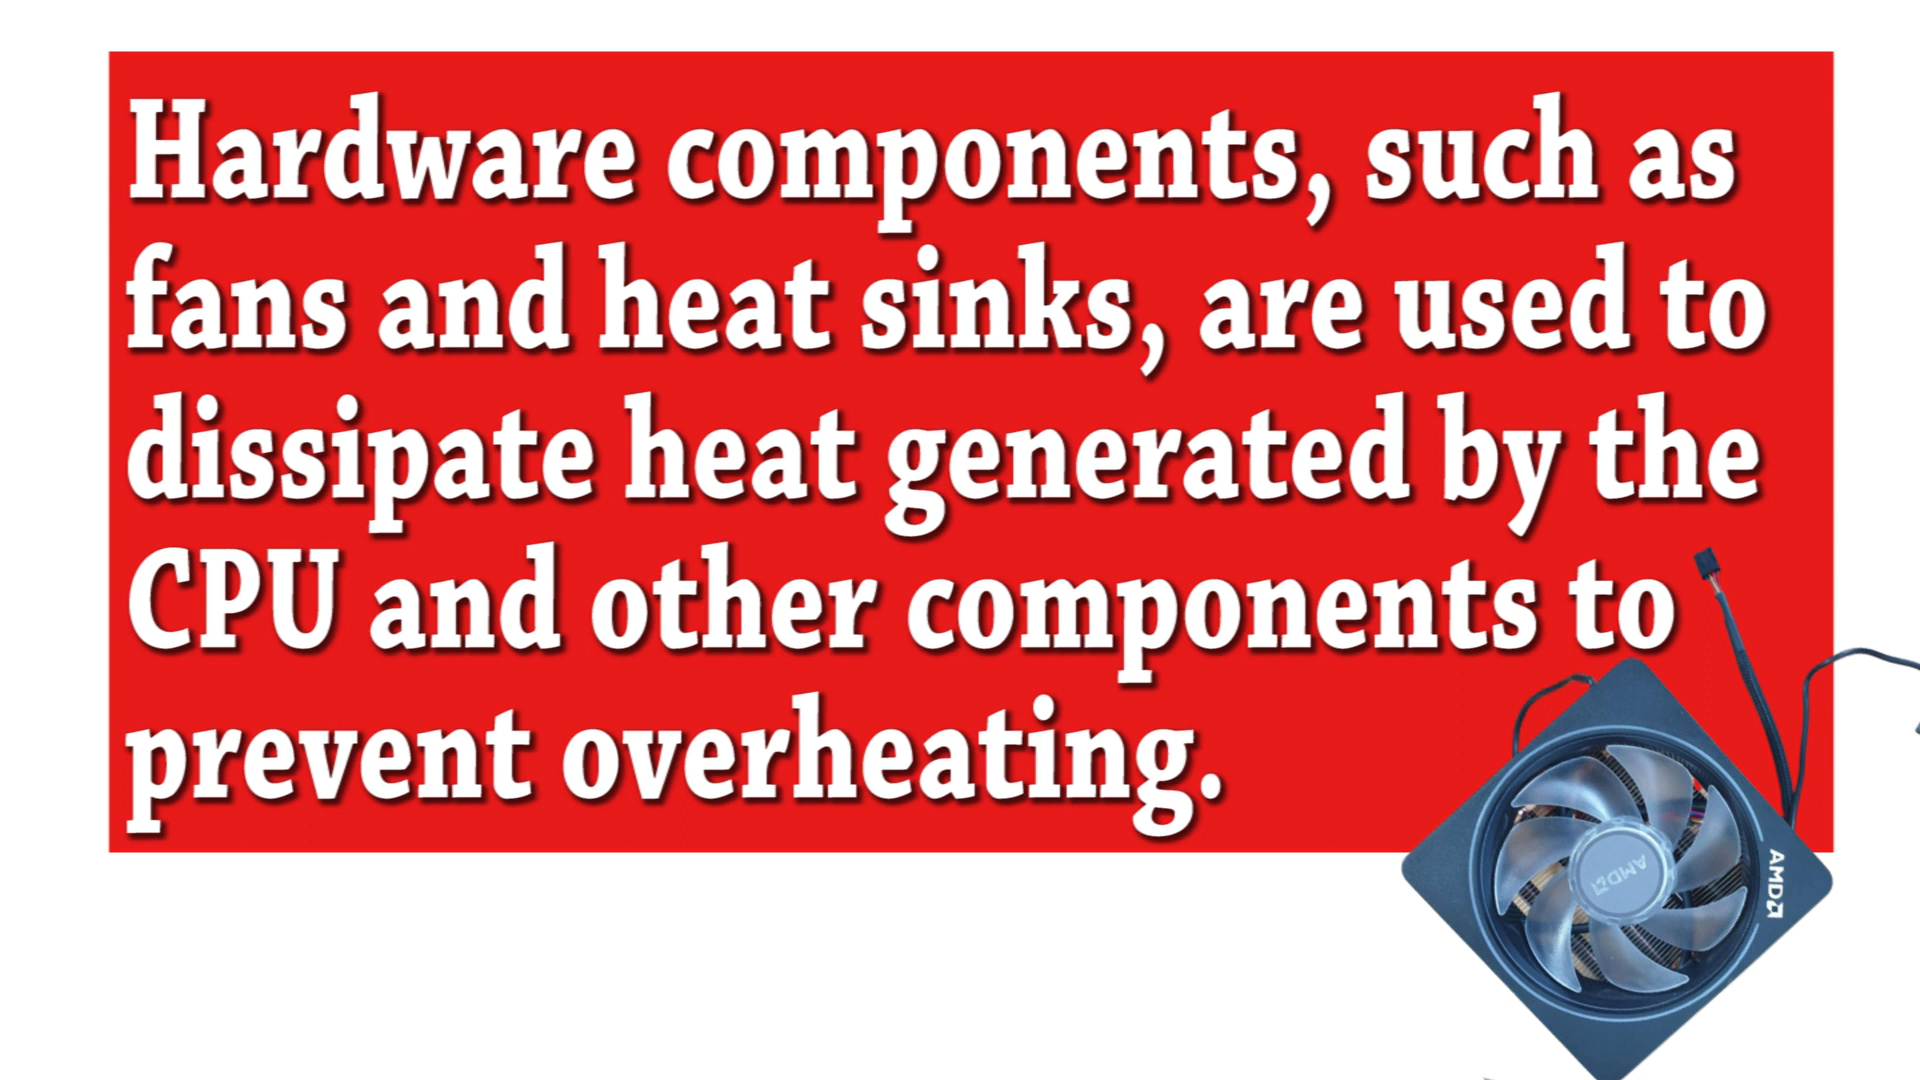 Hardware components, such as
fans and heat sinks, are used to
dissipate heat generated by the
CPU and other components to
prevent overheating.
AMD
AMD